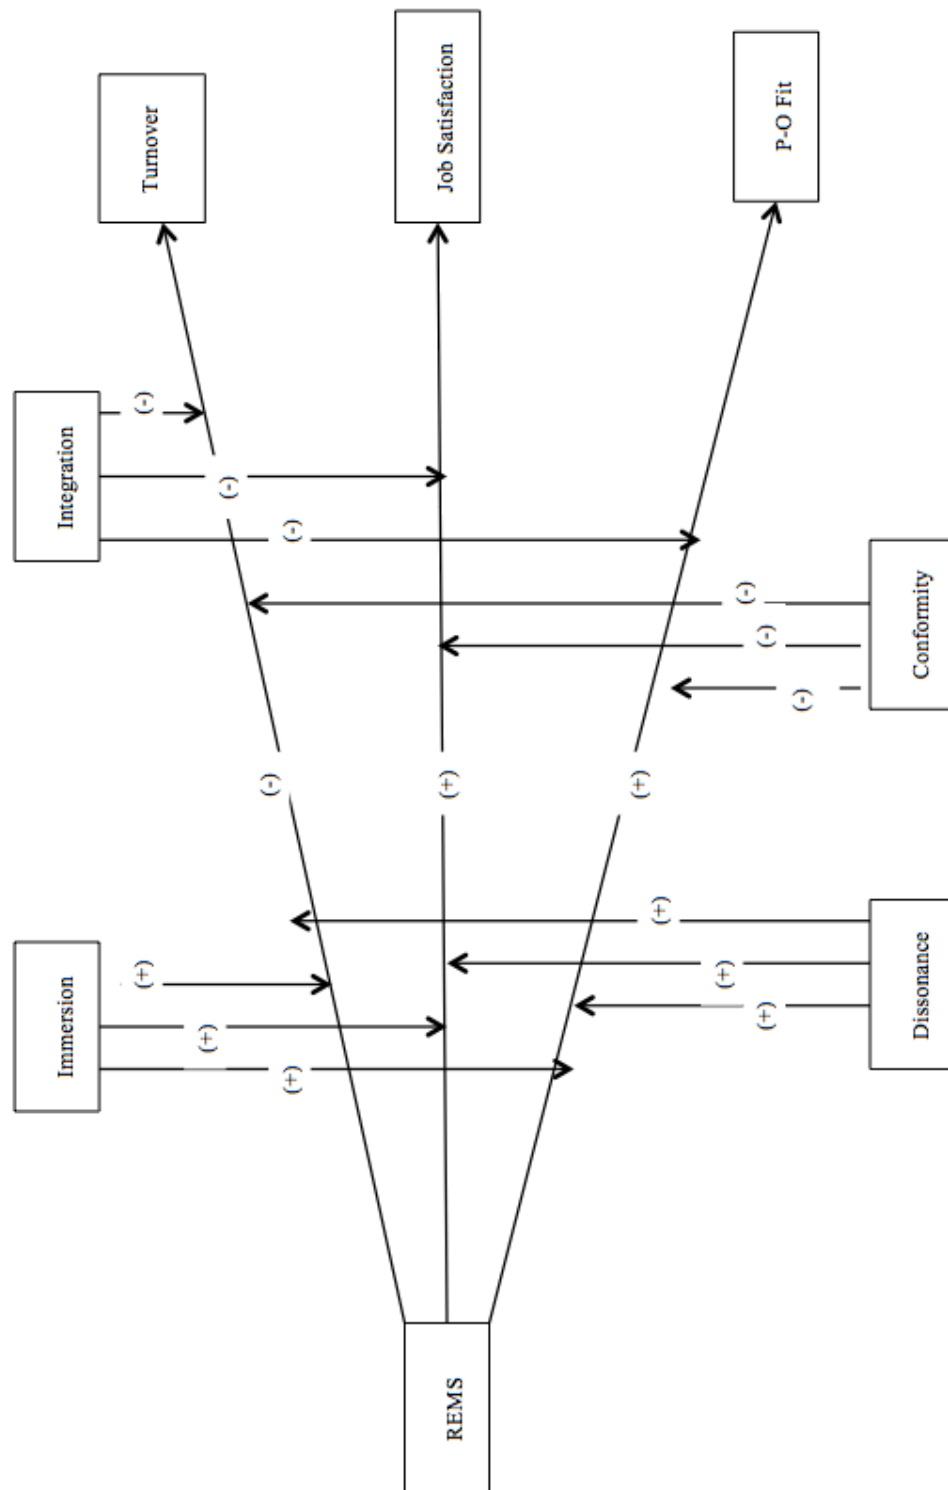 Immersion
Integration
(+)
(-)
Turnover
(+)
(-)
(-)
(+)
(-)
REMS
(+)
Job Satisfaction
(+)
(+)
(+)
(-)
(+)
(-)
P-O Fit
(-)
Dissonance
Conformity